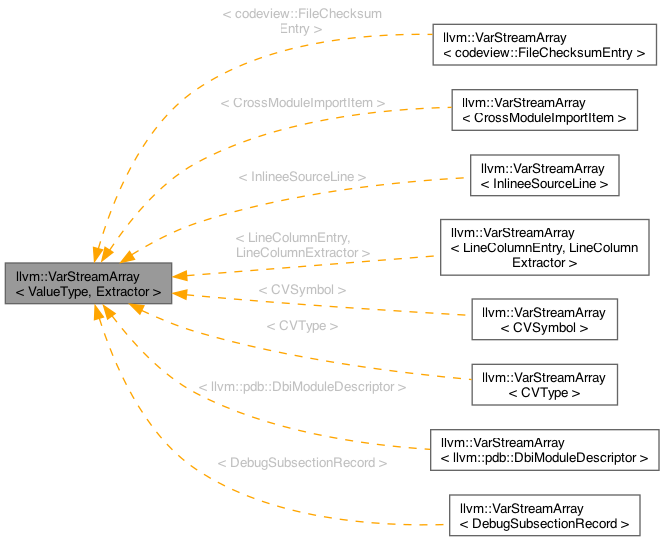 < codeview::FileChecksum
Entry >
llvm::VarStreamArray
< codeview::FileChecksumEntry >
< CrossModuleImportItem >
llvm::VarStreamArray
< CrossModuleImportItem >
< InlineeSourceLine >
llvm::VarStreamArray
< InlineeSourceLine >
< LineColumnEntry,
LineColumnExtractor >
llvm::VarStreamArray
< LineColumnEntry, LineColumn
Extractor >
llvm::VarStreamArray
< ValueType, Extractor >
< CVSymbol >
llvm::VarStreamArray
< CVSymbol >
< CVType >
llvm::VarStreamArray
< CVType >
< llvm::pdb::DbiModuleDescriptor >
llvm::VarStreamArray
< llvm::pdb::DbiModuleDescriptor >
< DebugSubsectionRecord >
llvm::VarStreamArray
< DebugSubsectionRecord >